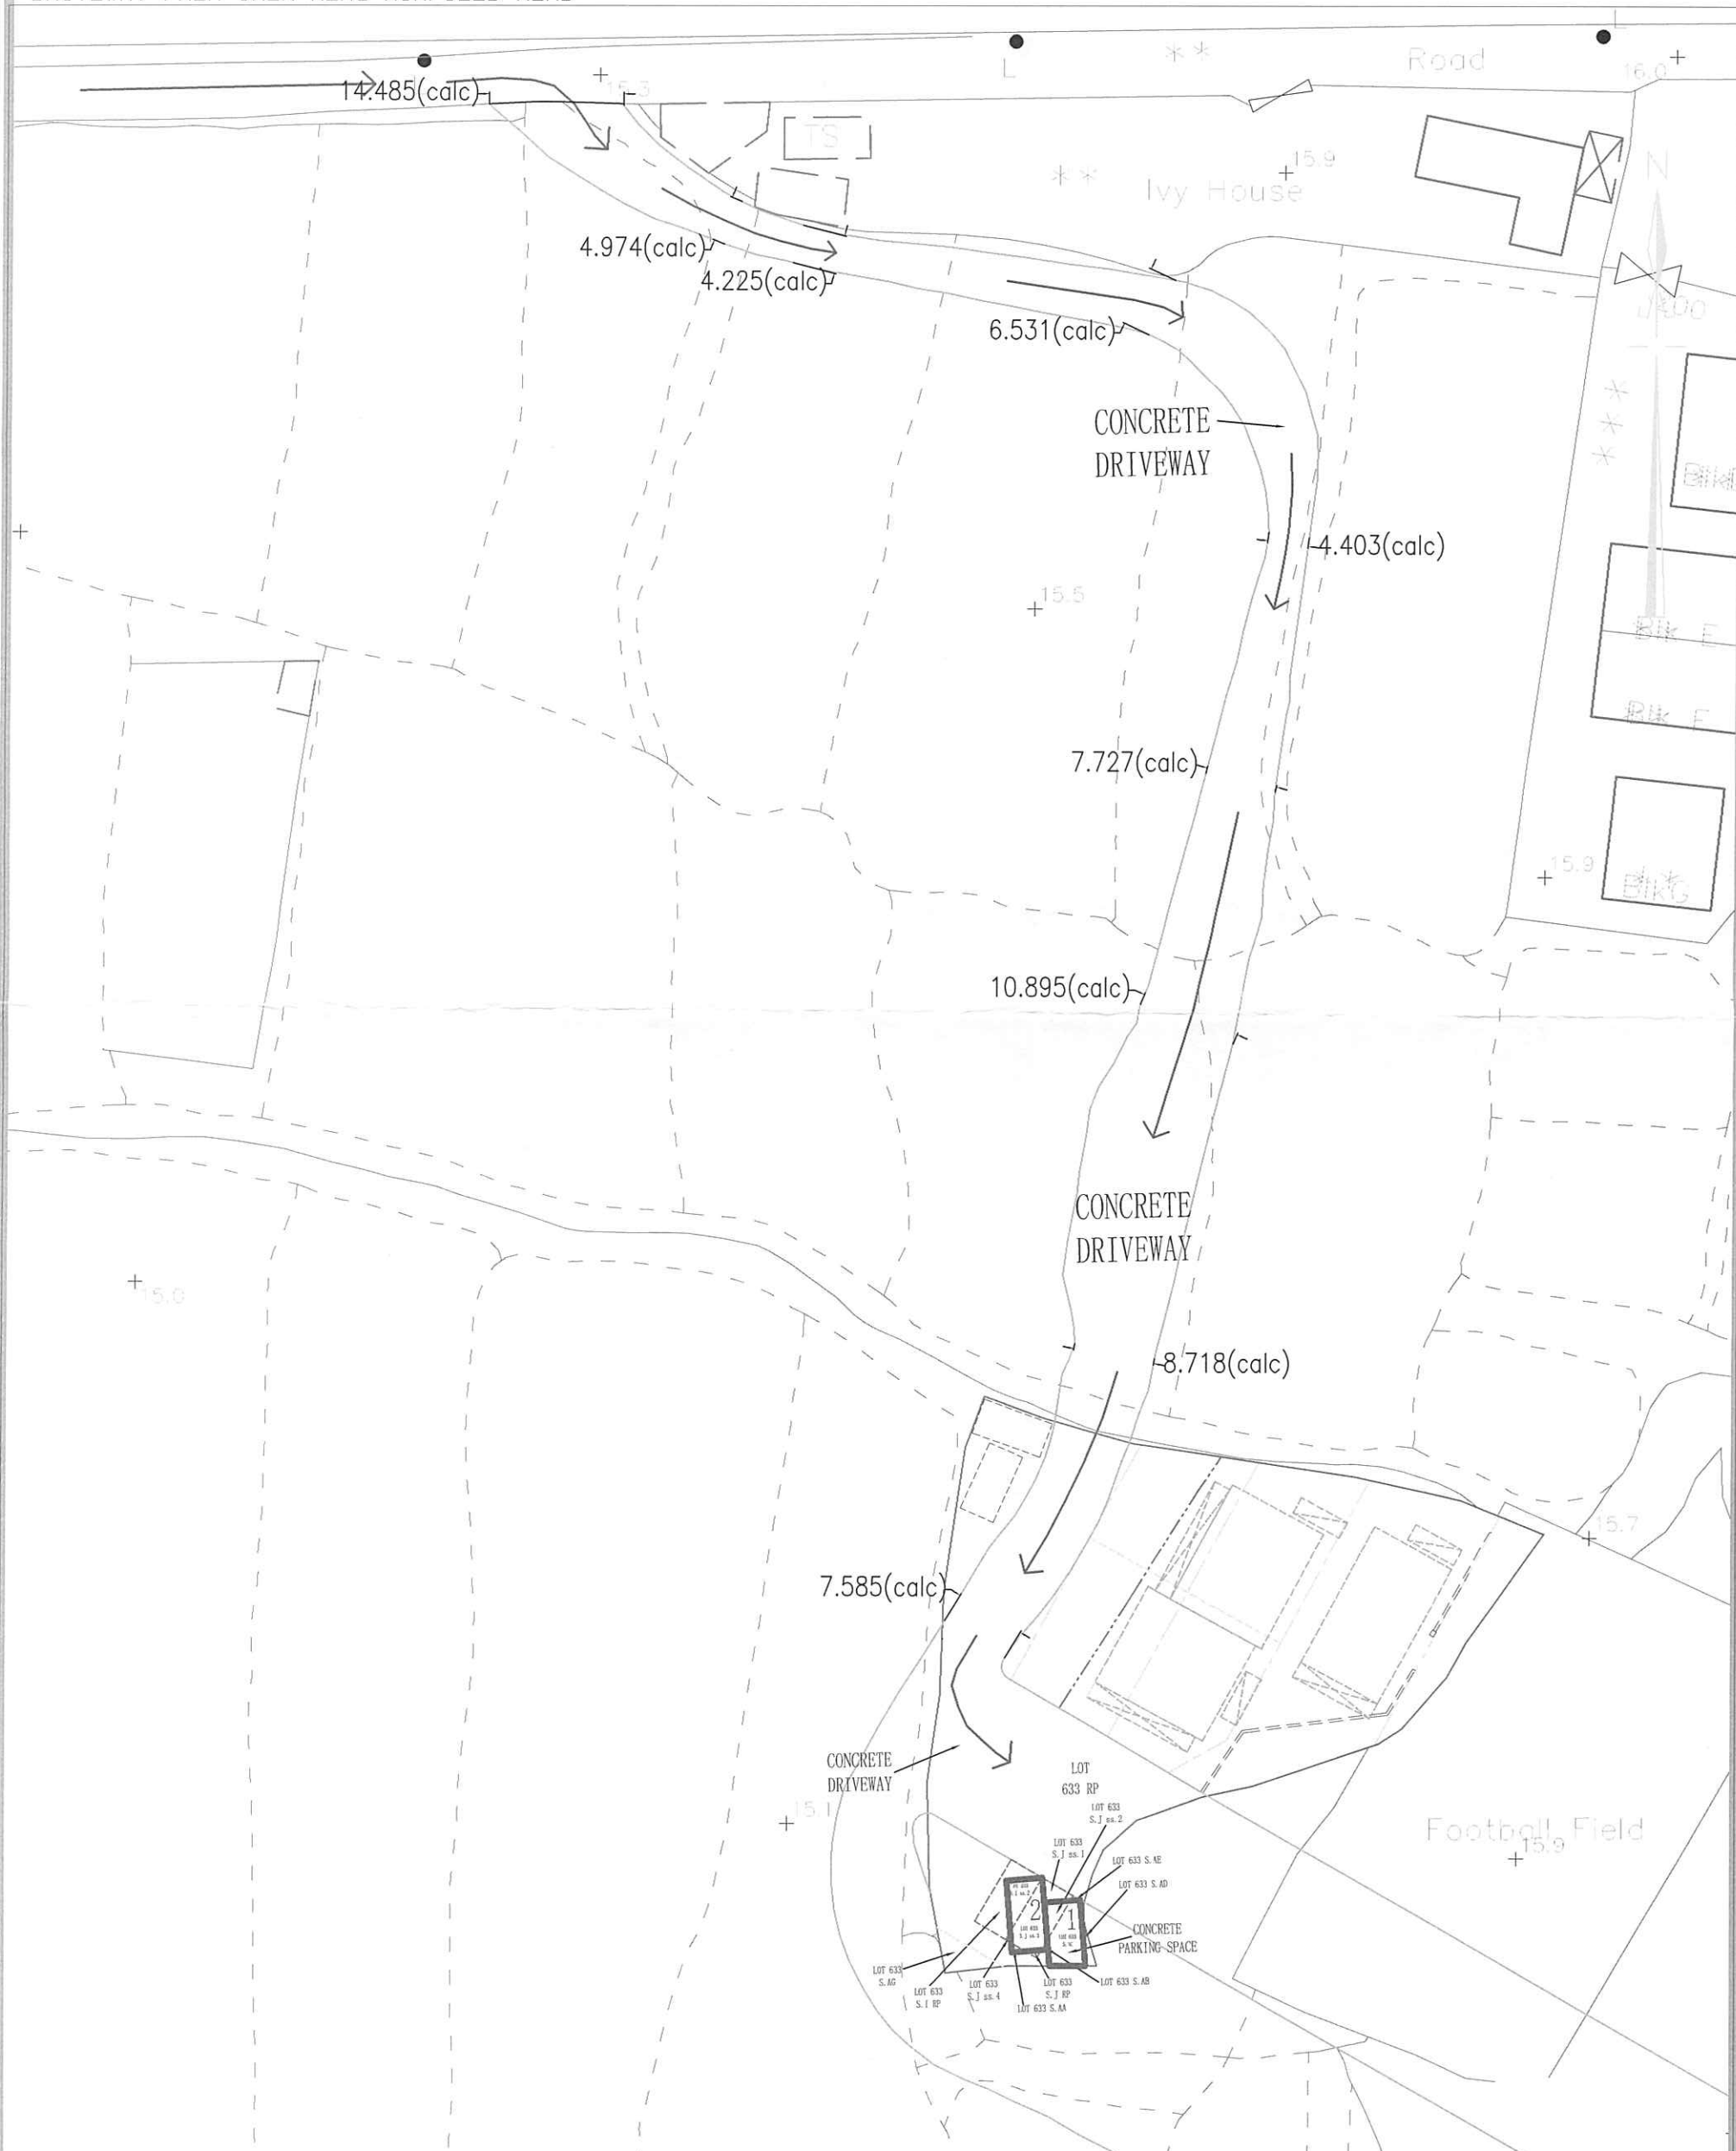 L
Road
16.0
14.485(calc)
15.3
TS
15.9
Ivy House
N
4.974(calc)
4.225(calc)
6.531(calc)
CONCRETE
DRIVEWAY
4.403(calc)
15.5
Blk E
Blk F
7.727(calc)
15.9
BlkG
10.895(calc)
CONCRETE
DRIVEWAY
15.0
8.718(calc)
15.7
7.585(calc)
CONCRETE
DRIVEWAY
15.1
LOT
633 RP
LOT 633
S.J ss.2
LOT 633
S.J ss.1
LOT 633 S.AE
LOT 633 S.AD
Football Field
15.9
2
1
CONCRETE
PARKING SPACE
LOT 633
S.AG
LOT 633
S.I RP
LOT 633
S.J ss.4
LOT 633 S.AA
LOT 633
S.J RP
LOT 633 S.AB